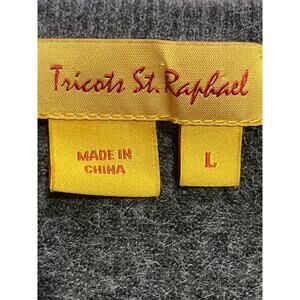 Tricots St. Raphael
MADE IN
CHINA
L